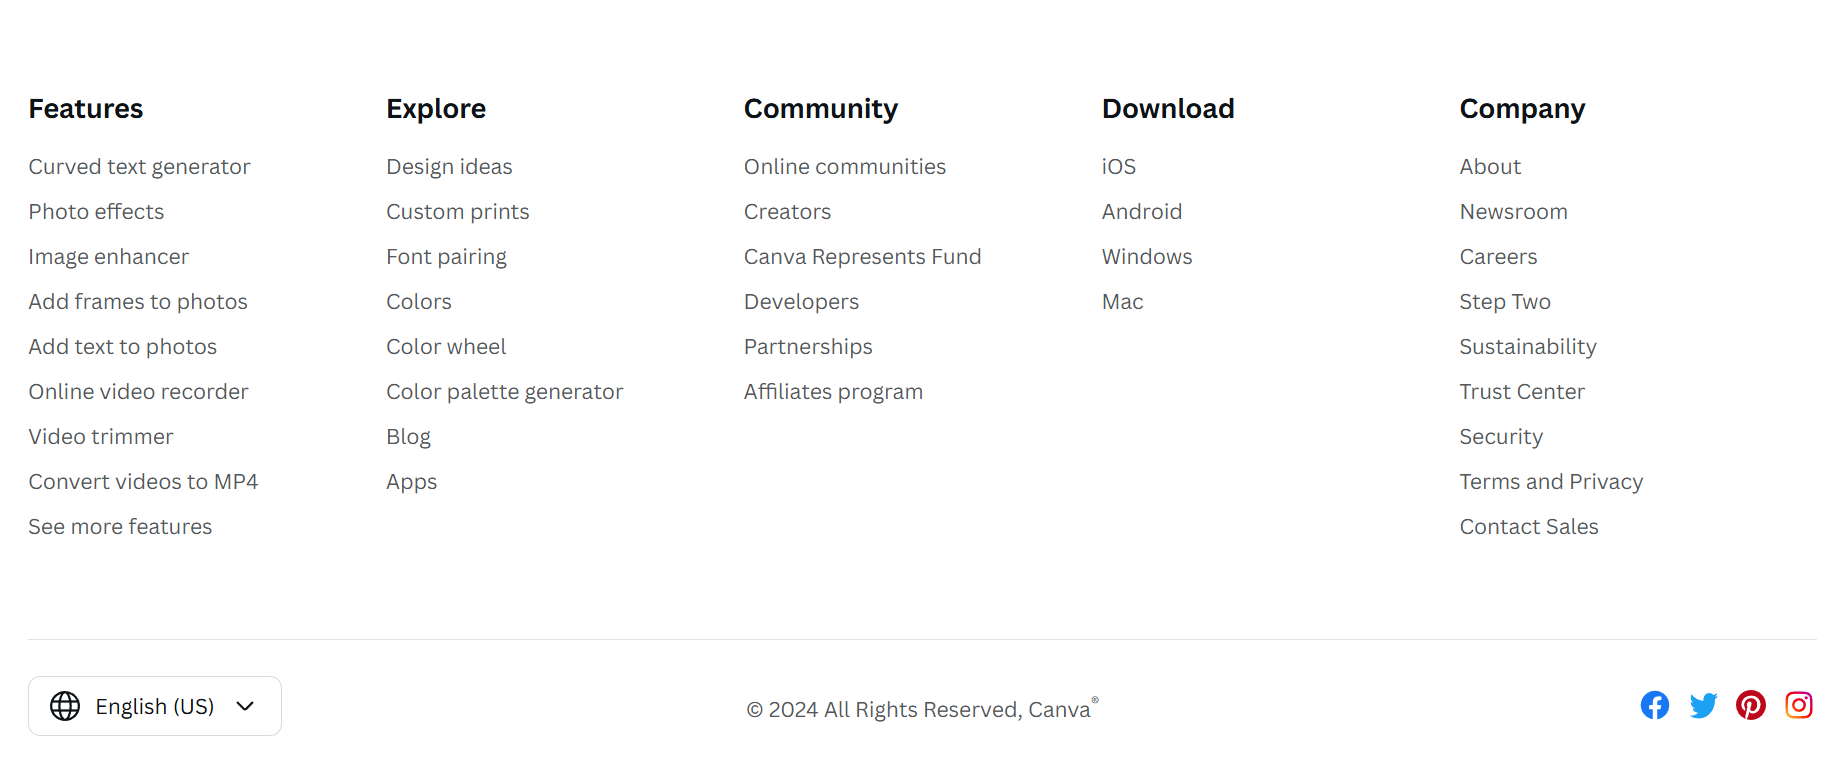 Features
Curved text generator
Photo effects
Image enhancer
Add frames to photos
Add text to photos
Online video recorder
Video trimmer
Convert videos to MP4
See more features
Explore
Design ideas
Custom prints
Font pairing
Colors
Color wheel
Color palette generator
Blog
Apps
Community
Online communities
Creators
Canva Represents Fund
Developers
Partnerships
Affiliates program
Download
iOS
Android
Windows
Mac
Company
About
Newsroom
Careers
Step Two
Sustainability
Trust Center
Security
Terms and Privacy
Contact Sales
English (US)
© 2024 All Rights Reserved, Canva®